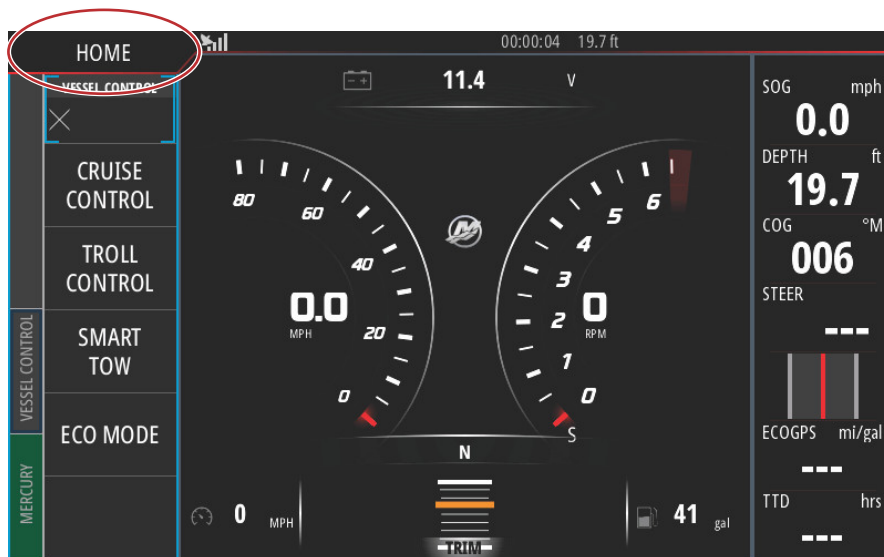 HOME
00:00:04 19.7 ft
VESSEL CONTROL
CRUISE
CONTROL
TROLL
CONTROL
SMART
TOW
ECO MODE
VESSEL CONTROL
MERCURY
11.4 V
80
60
40
20
0
0.0
MPH
6
5
4
3
2
1
0
0
RPM
S
N
0 MPH
TRIM
41 gal
SOG mph
0.0
DEPTH ft
19.7
COG °M
006
STEER
---
ECOGPS mi/gal
---
TTD hrs
---